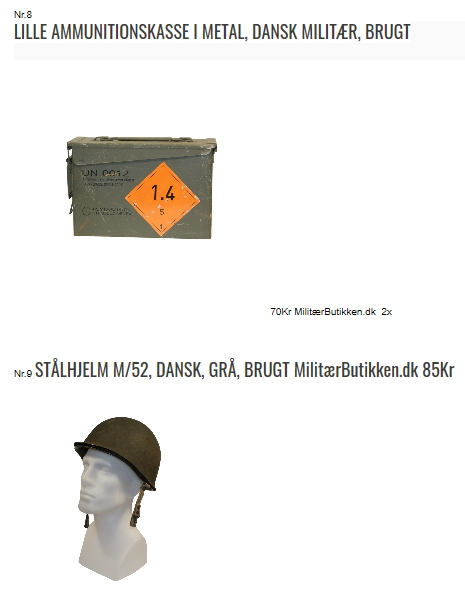 Nr.8
LILLE AMMUNITIONSKASSE I METAL, DANSK MILITÆR, BRUGT
UN 0012
1.4
S
1
70Kr MilitærButikken.dk 2x
Nr.9 STÅLHJELM M/52, DANSK, GRÅ, BRUGT MilitærButikken.dk 85Kr